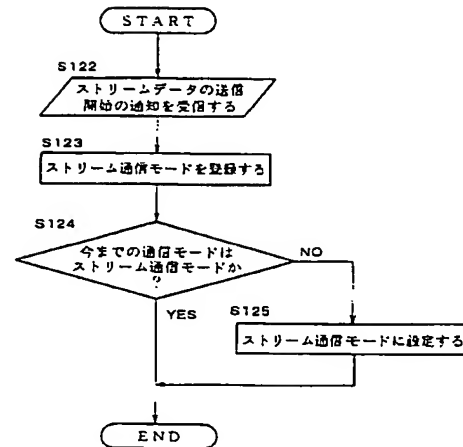 START
S122
ストリームデータの送信
開始の通知を受信する
S123
ストリーム通信モードを登録する
S124
今までの通信モードは
ストリーム通信モードか
?
NO
YES
S125
ストリーム通信モードに設定する
END